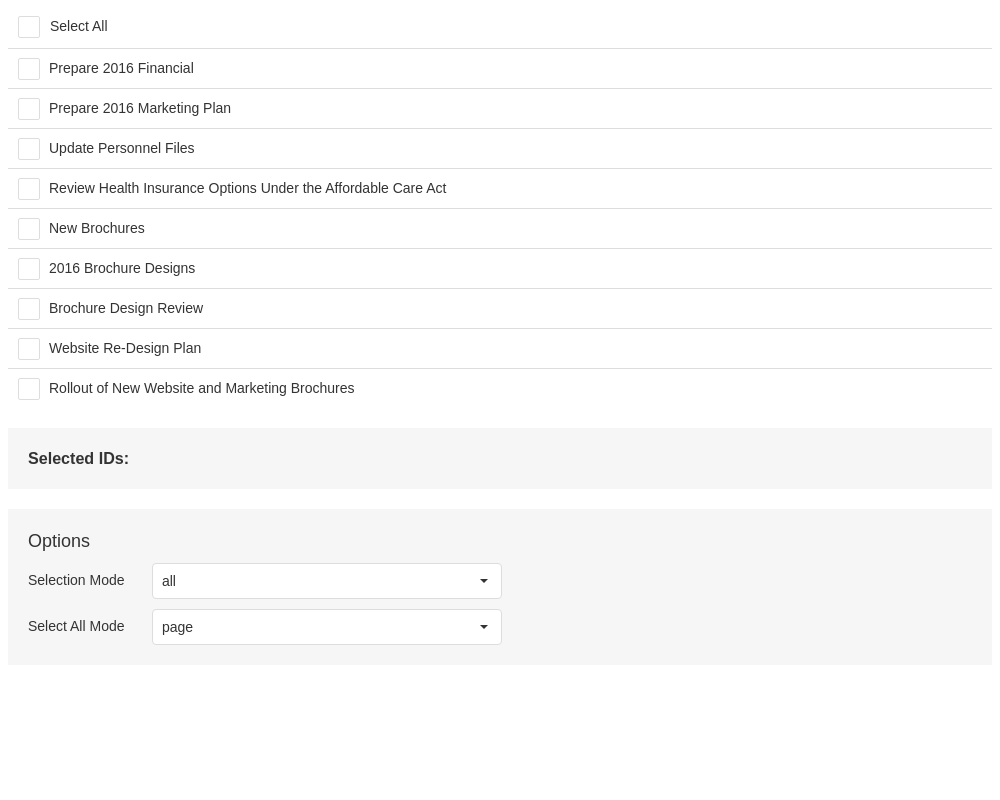 Select All
Prepare 2016 Financial
Prepare 2016 Marketing Plan
Update Personnel Files
Review Health Insurance Options Under the Affordable Care Act
New Brochures
2016 Brochure Designs
Brochure Design Review
Website Re-Design Plan
Rollout of New Website and Marketing Brochures
Selected IDs:
Options
Selection Mode all
Select All Mode page